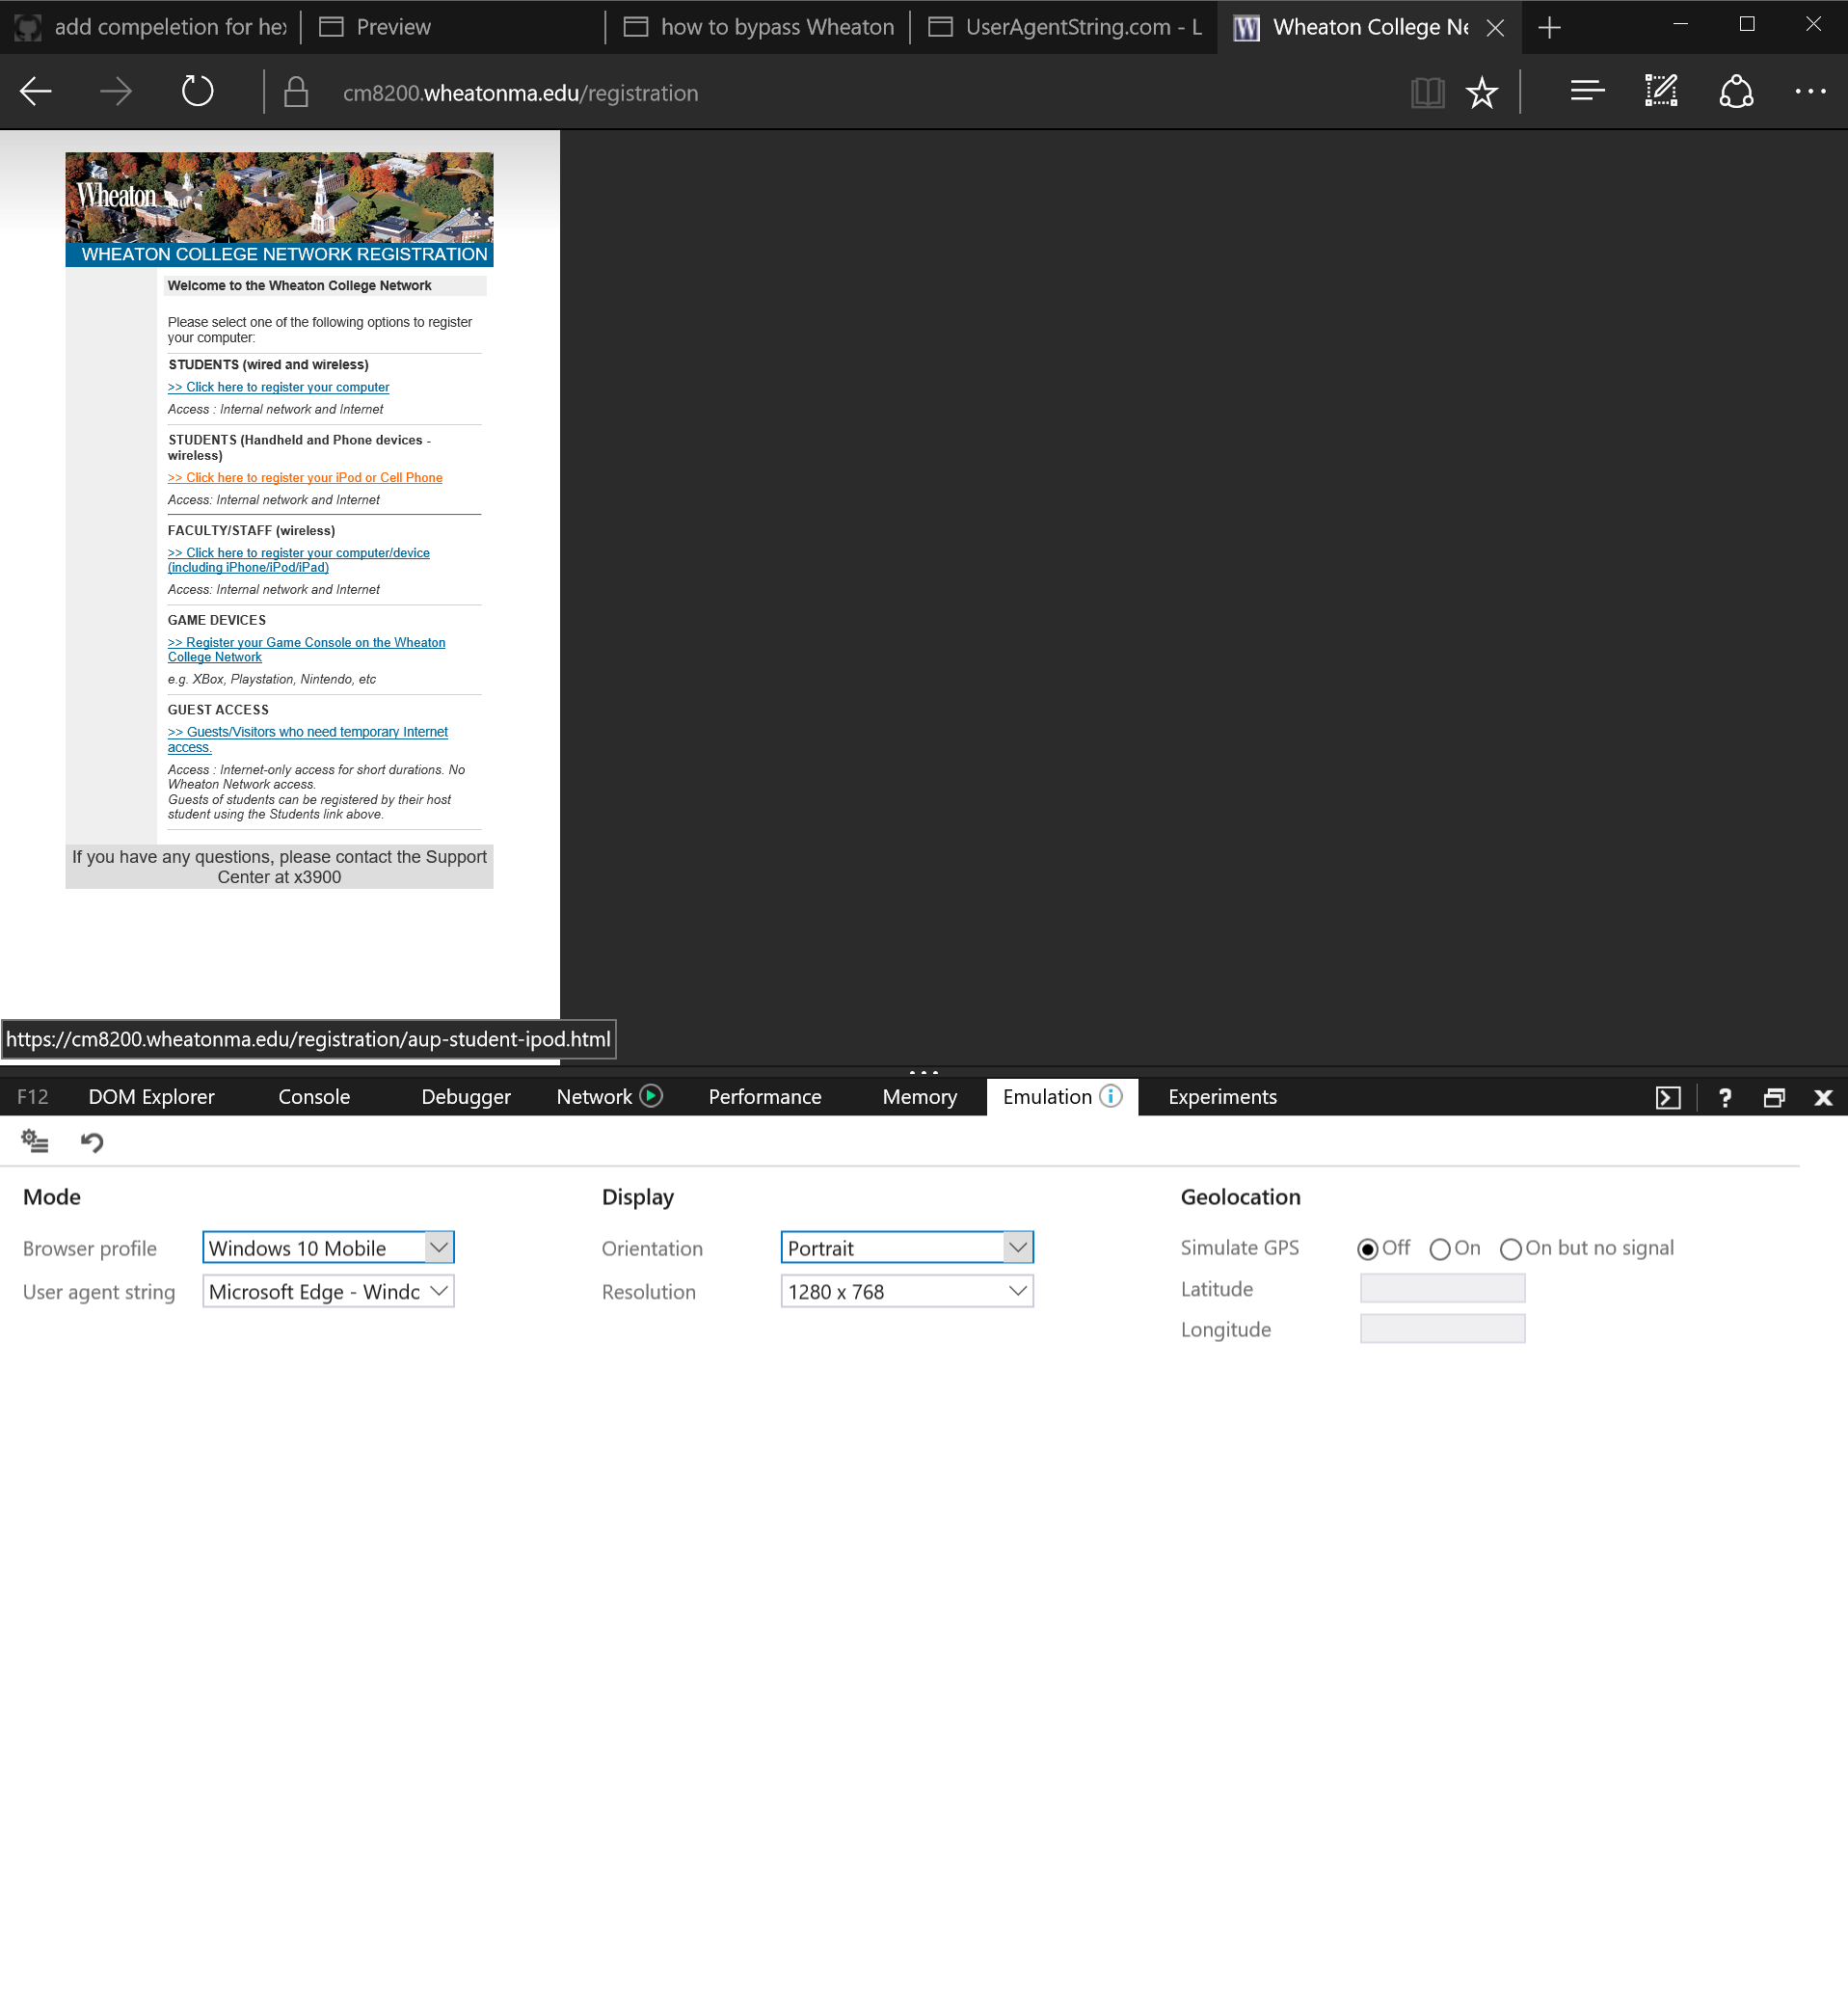 add compeletion for hex
Preview
how to bypass Wheaton
UserAgentString.com - L
Wheaton College Ne
cm8200.wheatonma.edu/registration
Wheaton
WHEATON COLLEGE NETWORK REGISTRATION
Welcome to the Wheaton College Network
Please select one of the following options to register
your computer:
STUDENTS (wired and wireless)
>> Click here to register your computer
Access : Internal network and Internet
STUDENTS (Handheld and Phone devices -
wireless)
>> Click here to register your iPod or Cell Phone
Access: Internal network and Internet
FACULTY/STAFF (wireless)
>> Click here to register your computer/device
(including iPhone/iPod/iPad)
Access: Internal network and Internet
GAME DEVICES
>> Register your Game Console on the Wheaton
College Network
e.g. XBox, Playstation, Nintendo, etc
GUEST ACCESS
>> Guests/Visitors who need temporary Internet
access.
Access : Internet-only access for short durations. No
Wheaton Network access.
Guests of students can be registered by their host
student using the Students link above.
If you have any questions, please contact the Support
Center at x3900
https://cm8200.wheatonma.edu/registration/aup-student-ipod.html
F12 DOM Explorer Console Debugger Network Performance Memory Emulation Experiments ?
Mode
Browser profile Windows 10 Mobile
User agent string Microsoft Edge - Windc
Display
Orientation Portrait
Resolution 1280 x 768
Geolocation
Simulate GPS Off On On but no signal
Latitude
Longitude